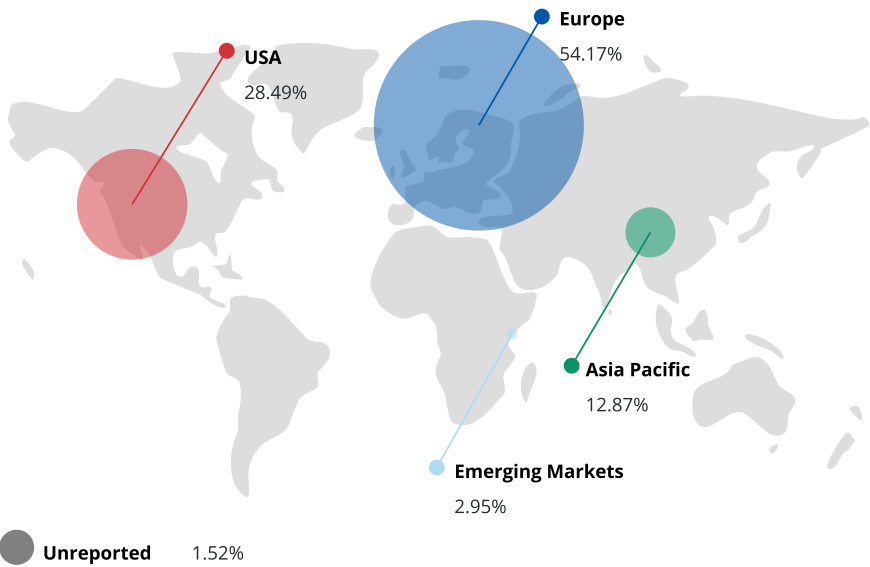 Europe
54.17%
USA
28.49%
Asia Pacific
12.87%
Emerging Markets
2.95%
Unreported 1.52%